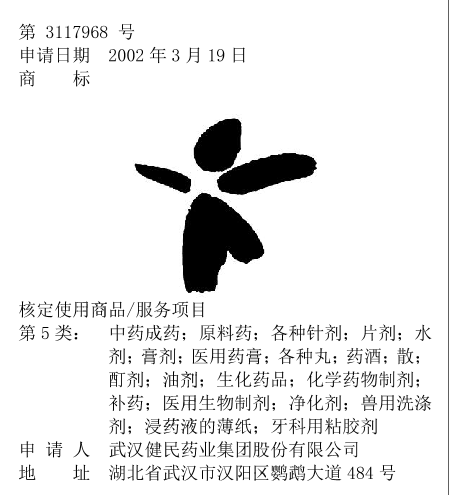 第 3117968 号
申请日期 2002 年 3 月 19 日
商 标
核定使用商品/服务项目
第 5 类： 中药成药；原料药；各种针剂；片剂；水
剂；膏剂；医用药膏；各种丸；药酒；散；
酊剂；油剂；生化药品；化学药物制剂；
补药；医用生物制剂；净化剂；兽用洗涤
剂；浸药液的薄纸；牙科用粘胶剂
申 请 人 武汉健民药业集团股份有限公司
地 址 湖北省武汉市汉阳区鹦鹉大道 484 号